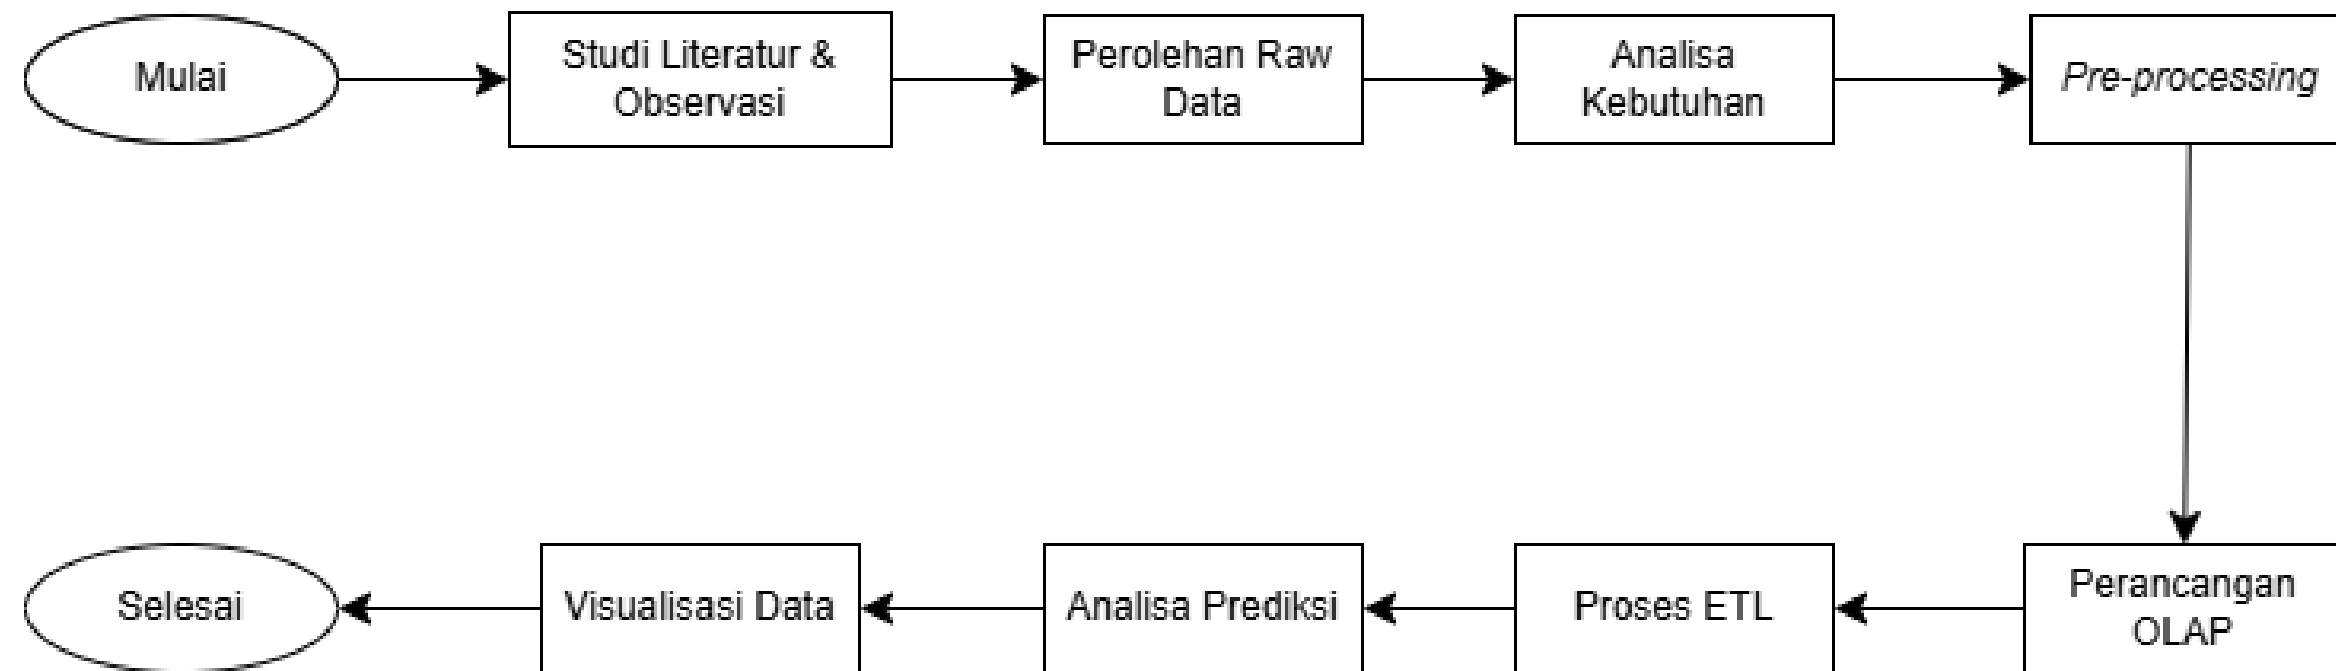 Mulai
Studi Literatur &
Observasi
Perolehan Raw
Data
Analisa
Kebutuhan
Pre-processing
Perancangan
OLAP
Proses ETL
Analisa Prediksi
Visualisasi Data
Selesai